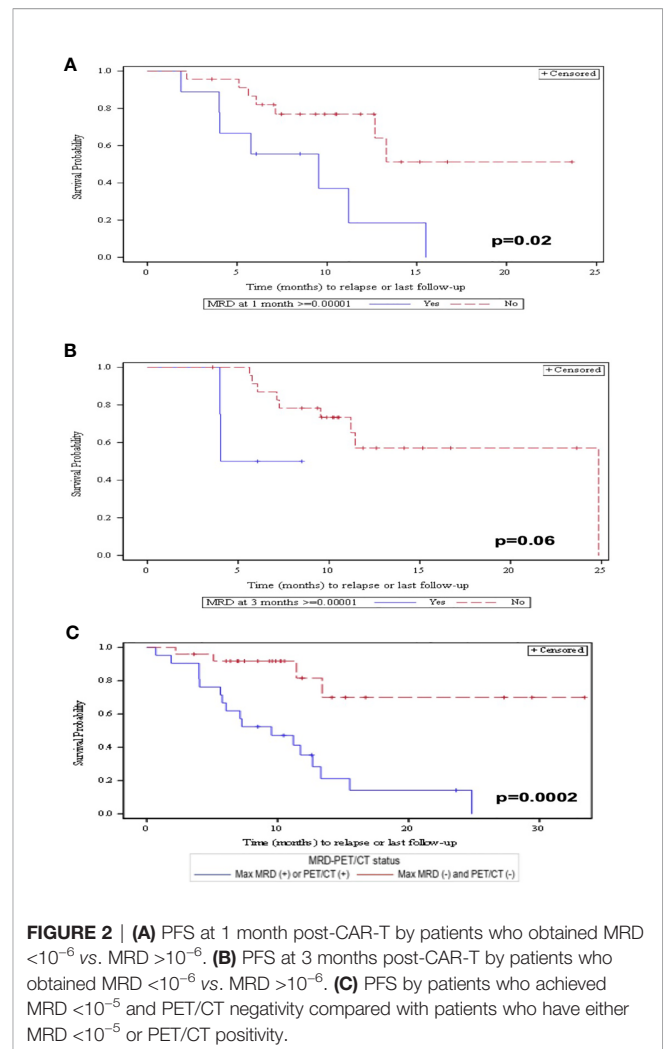 A
+ Censored
1.0
0.8
0.6
0.4
0.2
0.0
Survival Probability
p=0.02
0 5 10 15 20 25
Time (months) to relapse or last follow-up
MRD at 1 month >=0.00001 Yes No
B
+ Censored
1.0
0.8
0.6
0.4
0.2
0.0
Survival Probability
p=0.06
0 5 10 15 20 25
Time (months) to relapse or last follow-up
MRD at 3 months >=0.00001 Yes No
C
+ Censored
1.0
0.8
0.6
0.4
0.2
0.0
Survival Probability
p=0.0002
0 10 20 30
Time (months) to relapse or last follow-up
MRD-PET/CT status
Max MRD (+) or PET/CT (+) Max MRD (-) and PET/CT (-)
FIGURE 2 | (A) PFS at 1 month post-CAR-T by patients who obtained MRD
<10⁻⁶ vs. MRD >10⁻⁶. (B) PFS at 3 months post-CAR-T by patients who
obtained MRD <10⁻⁶ vs. MRD >10⁻⁶. (C) PFS by patients who achieved
MRD <10⁻⁵ and PET/CT negativity compared with patients who have either
MRD <10⁻⁵ or PET/CT positivity.